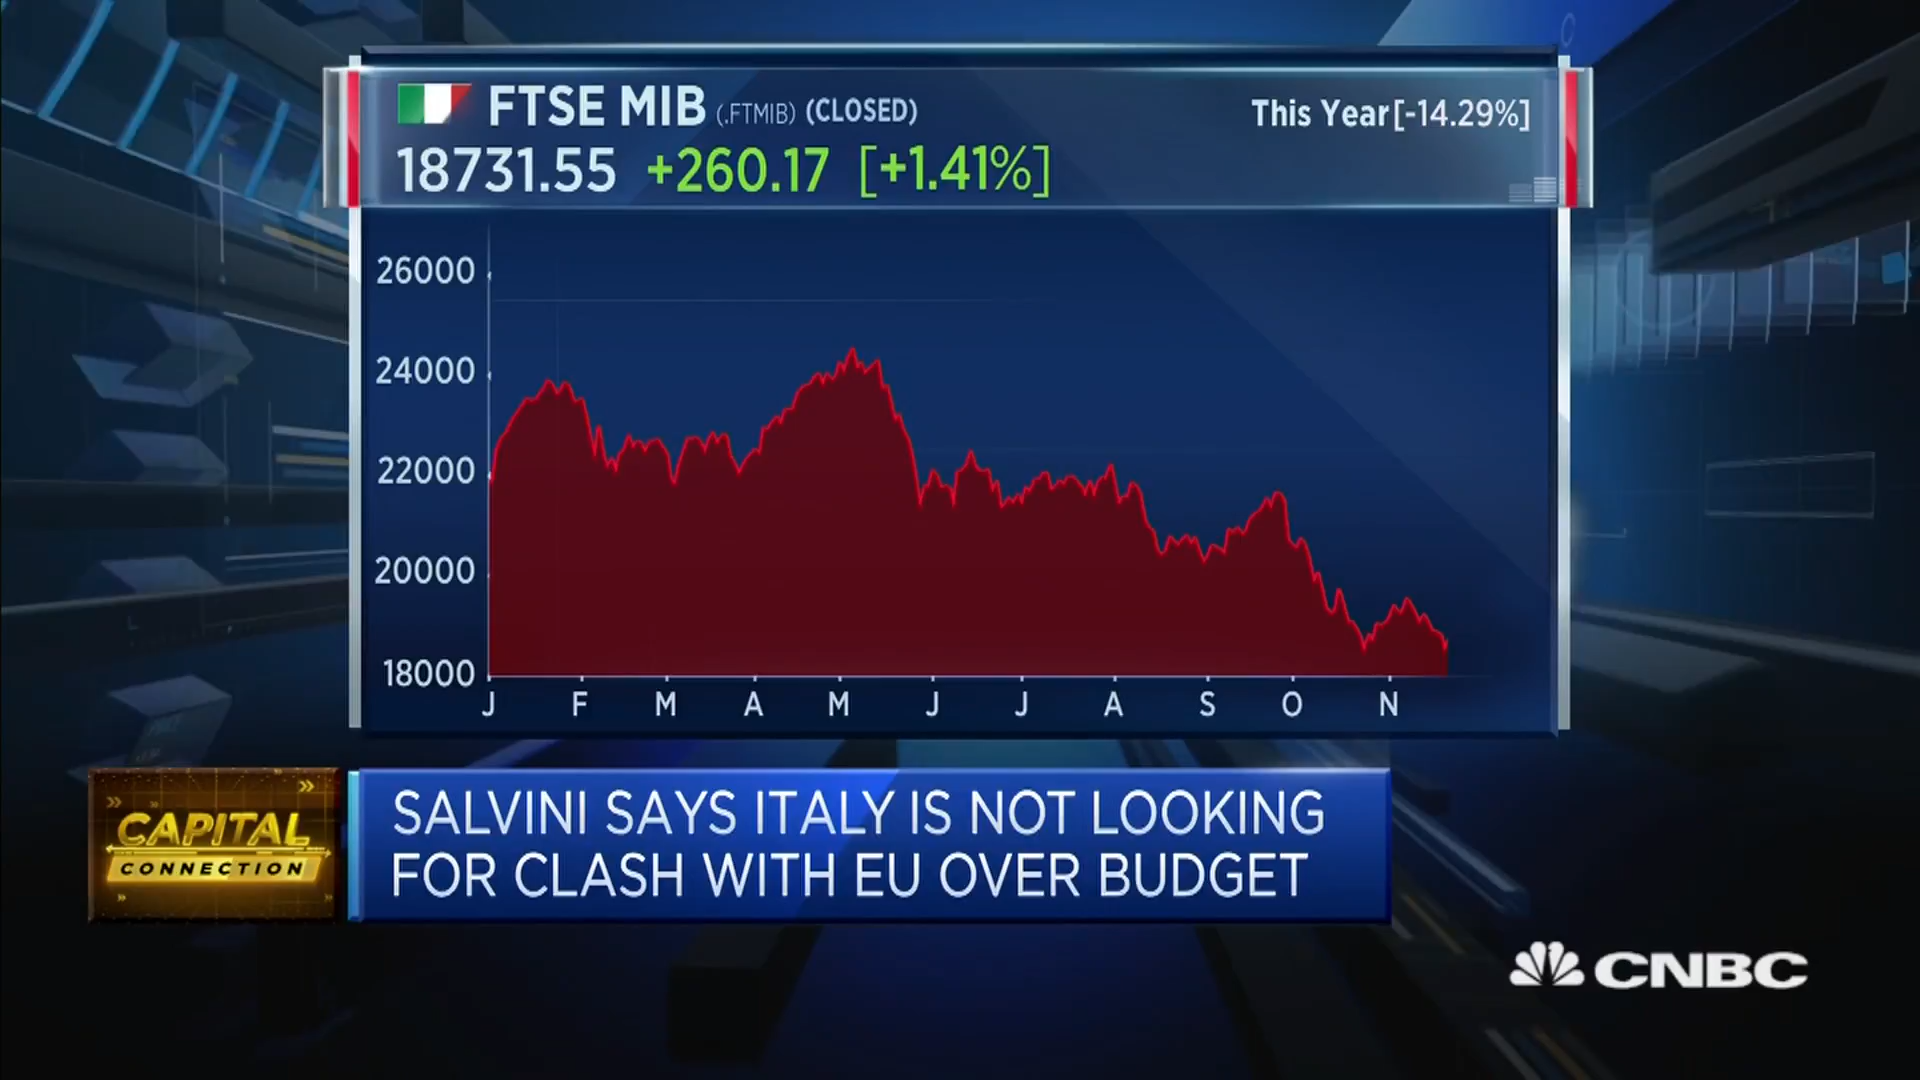 FTSE MIB (.FTMIB) (CLOSED) This Year[-14.29%]
18731.55 +260.17 [+1.41%]
26000
24000
22000
20000
18000
J F M A M J J A S O N
CAPITAL
CONNECTION
SALVINI SAYS ITALY IS NOT LOOKING
FOR CLASH WITH EU OVER BUDGET
CNBC